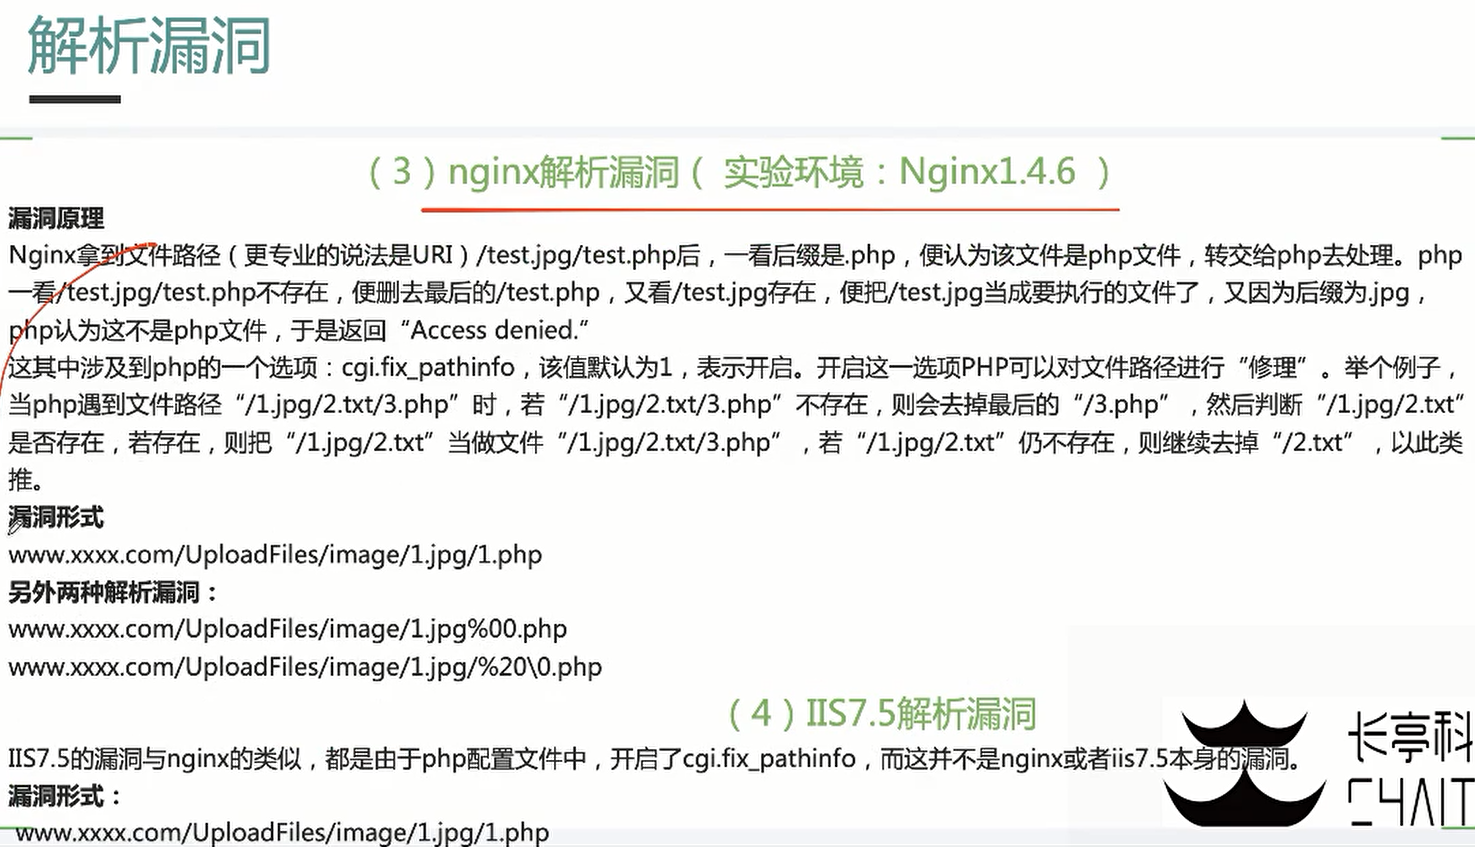 解析漏洞
（3）nginx解析漏洞（ 实验环境：Nginx1.4.6 ）
漏洞原理
Nginx拿到文件路径（更专业的说法是URI）/test.jpg/test.php后，一看后缀是.php，便认为该文件是php文件，转交给php去处理。php
一看/test.jpg/test.php不存在，便删去最后的/test.php，又看/test.jpg存在，便把/test.jpg当成要执行的文件了，又因为后缀为.jpg，
php认为这不是php文件，于是返回“Access denied.”
这其中涉及到php的一个选项：cgi.fix_pathinfo，该值默认为1，表示开启。开启这一选项PHP可以对文件路径进行“修理”。举个例子，
当php遇到文件路径“/1.jpg/2.txt/3.php”时，若“/1.jpg/2.txt/3.php”不存在，则会去掉最后的“/3.php”，然后判断“/1.jpg/2.txt”
是否存在，若存在，则把“/1.jpg/2.txt”当做文件“/1.jpg/2.txt/3.php”，若“/1.jpg/2.txt”仍不存在，则继续去掉“/2.txt”，以此类
推。
漏洞形式
www.xxxx.com/UploadFiles/image/1.jpg/1.php
另外两种解析漏洞：
www.xxxx.com/UploadFiles/image/1.jpg%00.php
www.xxxx.com/UploadFiles/image/1.jpg/%20\0.php
（4）IIS7.5解析漏洞
IIS7.5的漏洞与nginx的类似，都是由于php配置文件中，开启了cgi.fix_pathinfo，而这并不是nginx或者iis7.5本身的漏洞。
漏洞形式：
www.xxxx.com/UploadFiles/image/1.jpg/1.php
长亭科
CHAIT